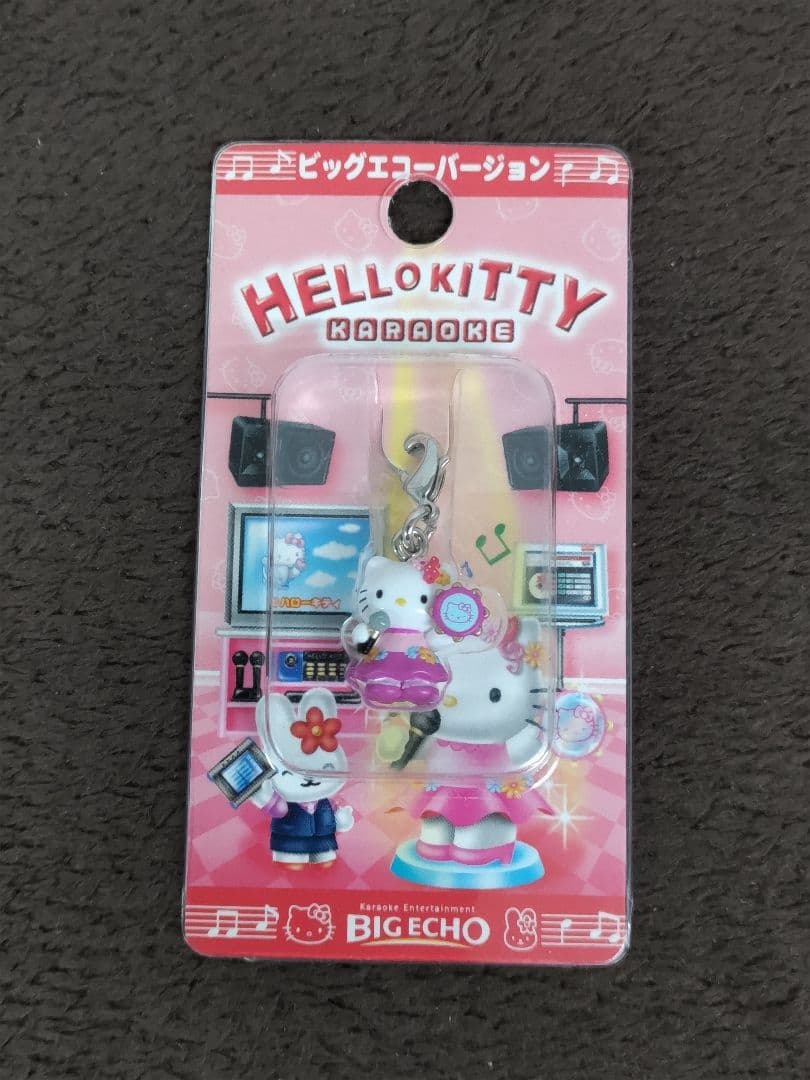 ビッグエコーバージョン
HELLO KITTY
KARAOKE
ハローキティ
Karaoke Entertainment
BIG ECHO